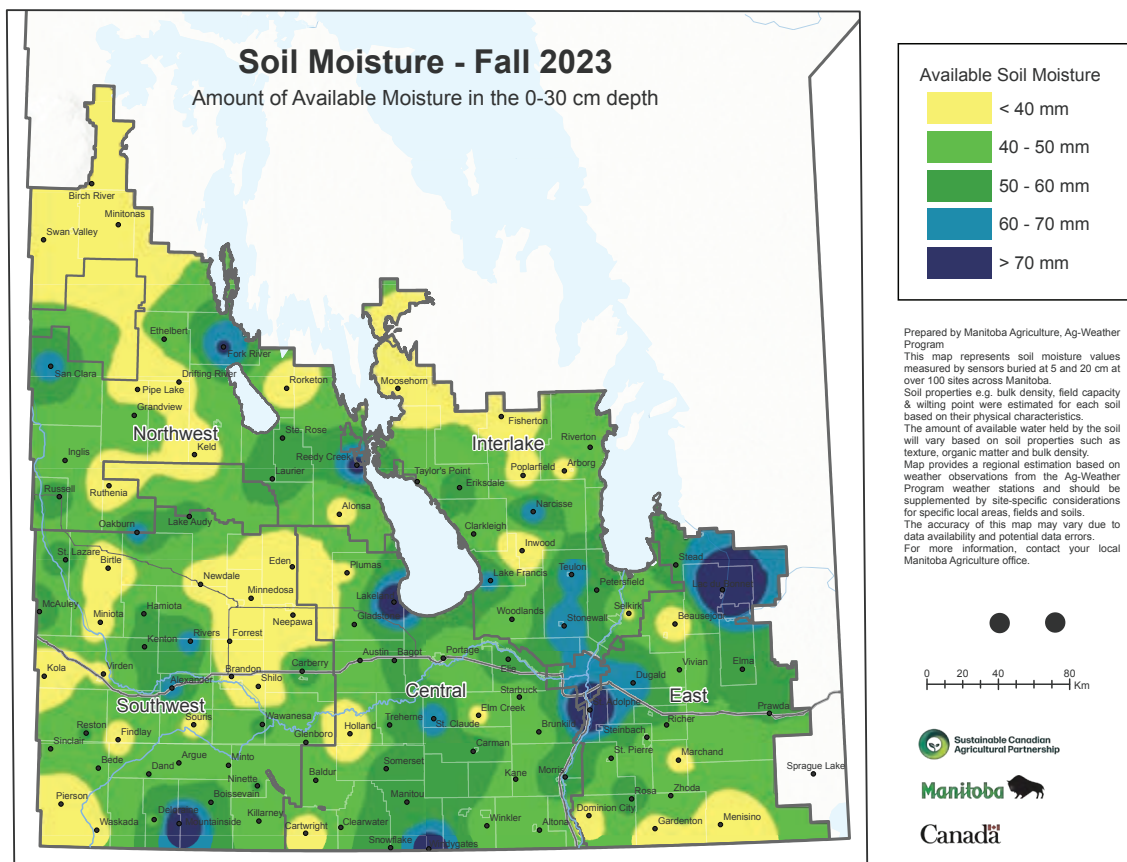 Soil Moisture - Fall 2023
Amount of Available Moisture in the 0-30 cm depth
Birch River
Minitonas
Swan Valley
Ethelbert
Fork River
San Clara
Drifting River
Pipe Lake
Rorketon
Moosehorn
Grandview
Northwest
Ste. Rose
Fisherton
Interlake
Riverton
Keld
Reedy Creek
Inglis
Laurier
Taylor's Point
Poplarfield
Arborg
Eriksdale
Russell
Ruthenia
Alonsa
Narcisse
Oakburn
Lake Audy
Clarkleigh
Inwood
Stead
St. Lazare
Birtle
Eden
Plumas
Lake Francis
Teulon
Petersfield
Newdale
Minnedosa
McAuley
Miniota
Hamiota
Neepawa
Woodlands
Stonewall
Selkirk
Beausejour
Kenton
Rivers
Forrest
Austin
Bagot
Portage
Elie
Kola
Virden
Brandon
Carberry
Vivian
Elma
Alexander
Shilo
Central
Starbuck
Dugald
East
Southwest
Souris
Wawanesa
Treherne
St. Claude
Elm Creek
Prawda
Reston
Findlay
Holland
Steinbach
Richer
Sinclair
Glenboro
Carman
St. Pierre
Bede
Argue
Minto
Marchand
Dand
Ninette
Baldur
Somerset
Kane
Morris
Sprague Lake
Pierson
Boissevain
Manitou
Rosa
Zhoda
Dominion City
Waskada
Mountainside
Killarney
Cartwright
Clearwater
Winkler
Altona
Gardenton
Menisino
Snowflake
Available Soil Moisture
< 40 mm
40 - 50 mm
50 - 60 mm
60 - 70 mm
> 70 mm
Prepared by Manitoba Agriculture, Ag-Weather
Program
This map represents soil moisture values
measured by sensors buried at 5 and 20 cm at
over 100 sites across Manitoba.
Soil properties e.g. bulk density, field capacity
& wilting point were estimated for each soil
based on their physical characteristics.
The amount of available water held by the soil
will vary based on soil properties such as
texture, organic matter and bulk density.
Map provides a regional estimation based on
weather observations from the Ag-Weather
Program weather stations and should be
supplemented by site-specific considerations
for specific local areas, fields and soils.
The accuracy of this map may vary due to
data availability and potential data errors.
For more information, contact your local
Manitoba Agriculture office.
0 20 40 60 80
Km
Sustainable Canadian
Agricultural Partnership
Manitoba
Canada